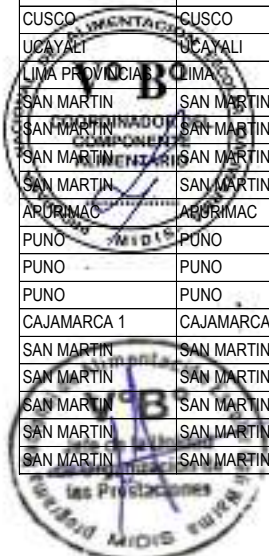 CUSCO CUSCO
UCAYALI UCAYALI
LIMA PROVINCIAS LIMA
SAN MARTIN SAN MARTIN
SAN MARTIN SAN MARTIN
SAN MARTIN SAN MARTIN
SAN MARTIN SAN MARTIN
APURIMAC APURIMAC
PUNO PUNO
PUNO PUNO
PUNO PUNO
CAJAMARCA 1 CAJAMARCA
SAN MARTIN SAN MARTIN
SAN MARTIN SAN MARTIN
SAN MARTIN SAN MARTIN
SAN MARTIN SAN MARTIN
SAN MARTIN SAN MARTIN
V° B°
COORDINADOR DEL
COMPONENTE
ALIMENTARIO
MIDIS
V° B°
las Prestaciones
MIDIS